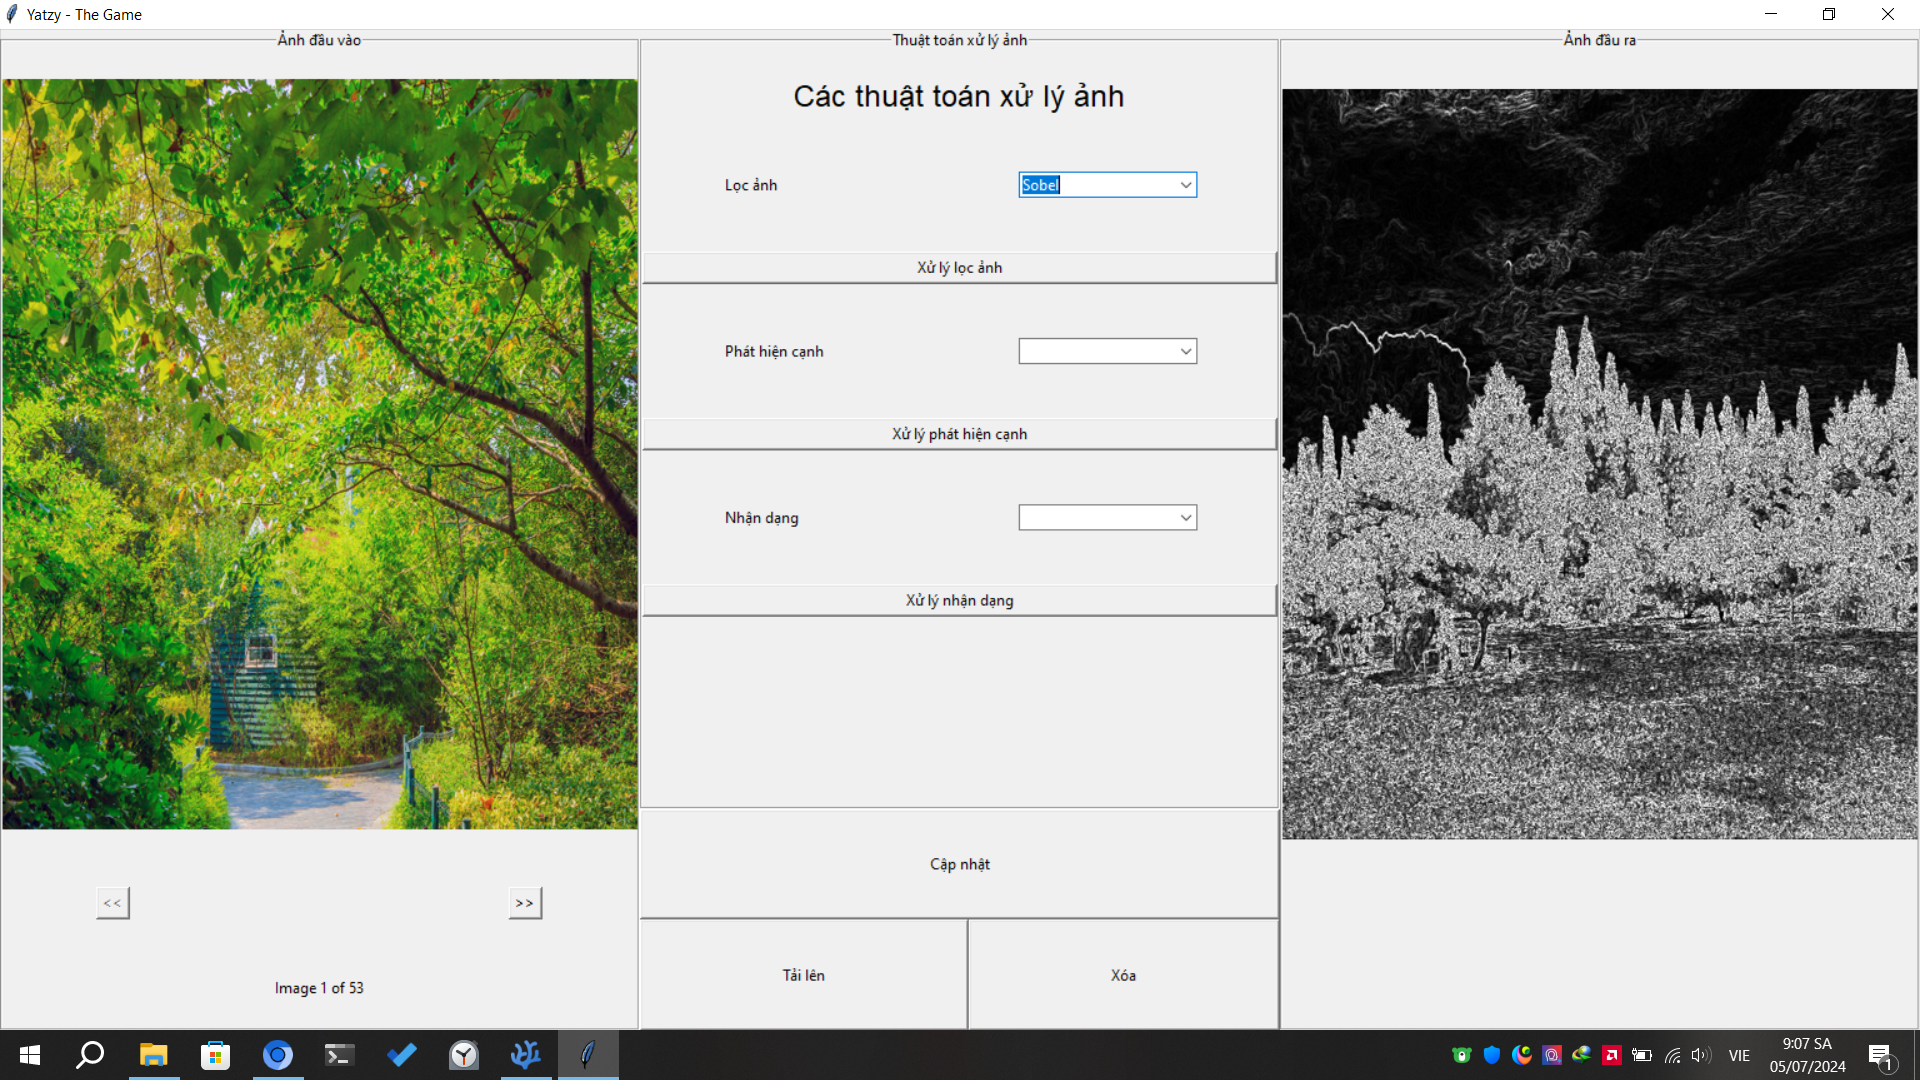 Yatzy - The Game
Ảnh đầu vào
Thuật toán xử lý ảnh
Ảnh đầu ra
Các thuật toán xử lý ảnh
Lọc ảnh
Sobel
Xử lý lọc ảnh
Phát hiện cạnh
Xử lý phát hiện cạnh
Nhận dạng
Xử lý nhận dạng
Cập nhật
<<
>>
Tải lên
Xóa
Image 1 of 53
VIE
9:07 SA
05/07/2024
1